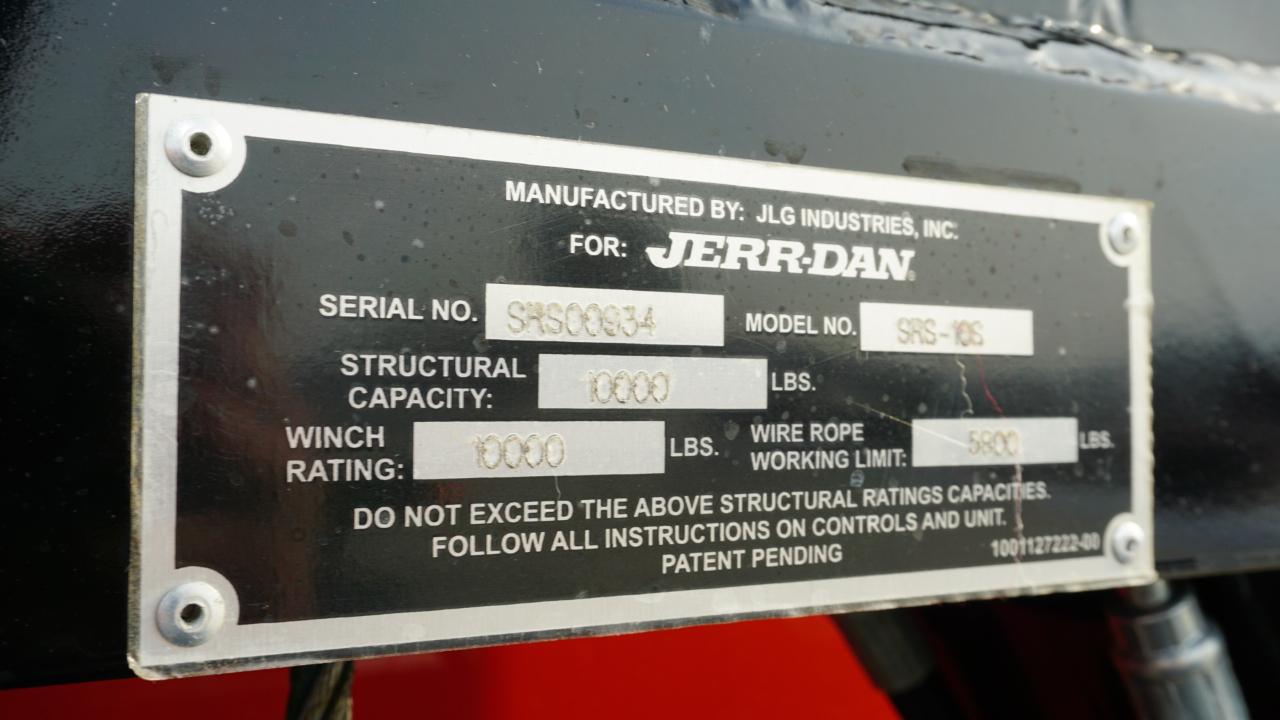 MANUFACTURED BY: JLG INDUSTRIES, INC.
FOR: JERR-DAN
SERIAL NO. SRS00934 MODEL NO. SRS-10S
STRUCTURAL CAPACITY: 10000 LBS.
WINCH RATING: 10000 LBS. WIRE ROPE WORKING LIMIT: 5800 LBS.
DO NOT EXCEED THE ABOVE STRUCTURAL RATINGS CAPACITIES.
FOLLOW ALL INSTRUCTIONS ON CONTROLS AND UNIT.
PATENT PENDING
1001127222-00